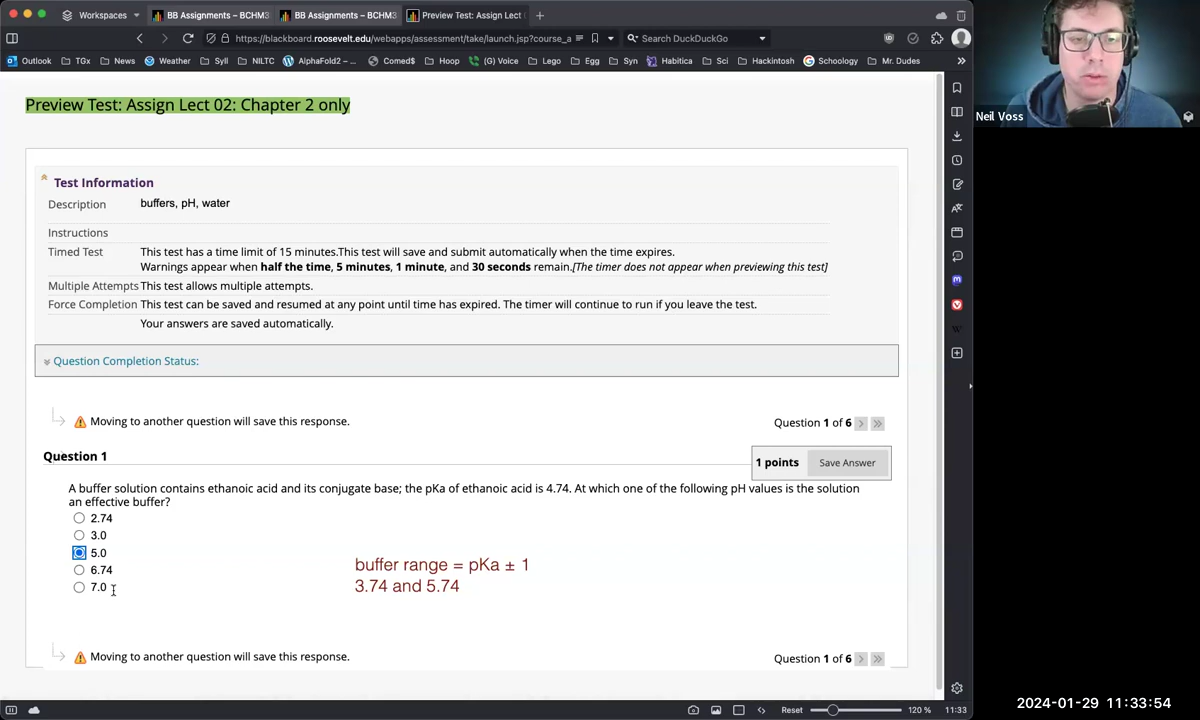 Workspaces
BB Assignments – BCHM3
BB Assignments – BCHM3
Preview Test: Assign Lect
https://blackboard.roosevelt.edu/webapps/assessment/take/launch.jsp?course_a
Search DuckDuckGo
Outlook
TGx
News
Weather
Syll
NILTC
AlphaFold2 – ...
Comed$
Hoop
(G) Voice
Lego
Egg
Syn
Habitica
Sci
Hackintosh
Schoology
Mr. Dudes
Neil Voss
Preview Test: Assign Lect 02: Chapter 2 only
Test Information
Description buffers, pH, water
Instructions
Timed Test This test has a time limit of 15 minutes.This test will save and submit automatically when the time expires.
Warnings appear when half the time, 5 minutes, 1 minute, and 30 seconds remain.[The timer does not appear when previewing this test]
Multiple Attempts This test allows multiple attempts.
Force Completion This test can be saved and resumed at any point until time has expired. The timer will continue to run if you leave the test.
Your answers are saved automatically.
Question Completion Status:
Moving to another question will save this response.
Question 1 of 6
Question 1
1 points
Save Answer
A buffer solution contains ethanoic acid and its conjugate base; the pKa of ethanoic acid is 4.74. At which one of the following pH values is the solution
an effective buffer?
2.74
3.0
5.0
6.74
7.0
buffer range = pKa ± 1
3.74 and 5.74
Moving to another question will save this response.
Question 1 of 6
Reset
120 %
11:33
2024-01-29 11:33:54